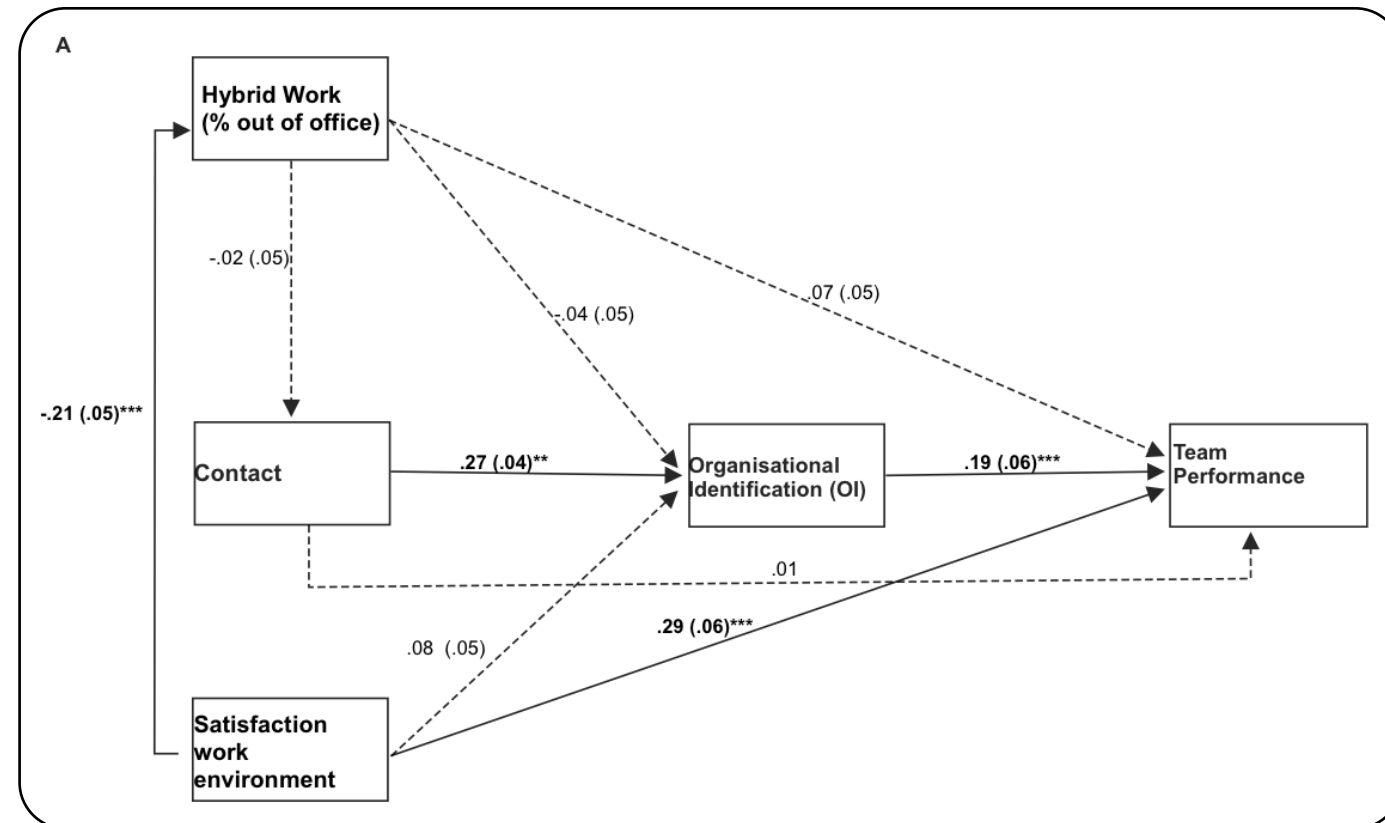 A
Hybrid Work
(% out of office)
-.02 (.05)
-.04 (.05)
.07 (.05)
-.21 (.05)***
Contact
.27 (.04)**
Organisational
Identification (OI)
.19 (.06)***
Team
Performance
.01
.29 (.06)***
.08 (.05)
Satisfaction
work
environment